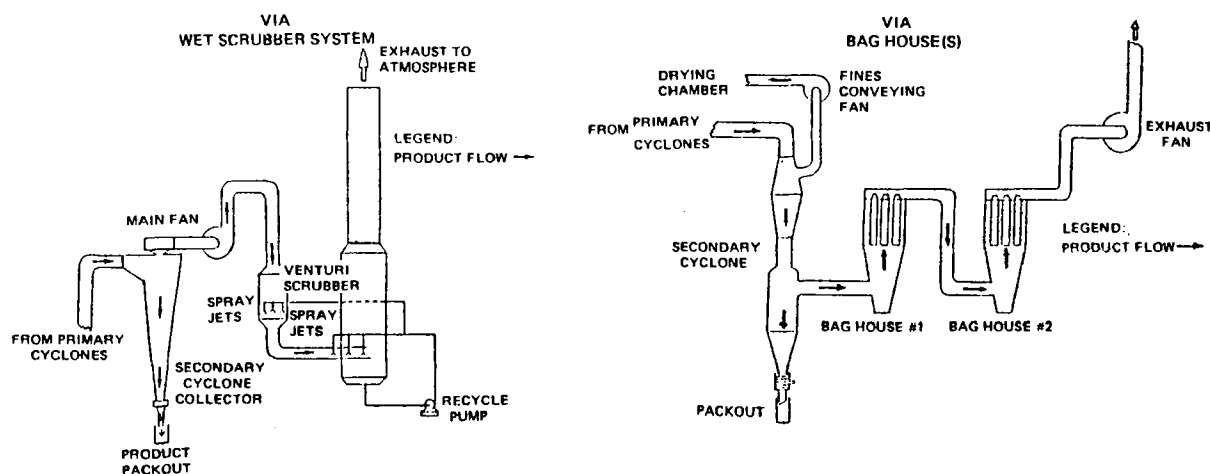 VIA
WET SCRUBBER SYSTEM
EXHAUST TO
ATMOSPHERE
LEGEND:
PRODUCT FLOW
MAIN FAN
VENTURI
SCRUBBER
SPRAY
JETS
SPRAY
JETS
FROM PRIMARY
CYCLONES
SECONDARY
CYCLONE
COLLECTOR
RECYCLE
PUMP
PRODUCT
PACKOUT
VIA
BAG HOUSE(S)
DRYING
CHAMBER
FINES
CONVEYING
FAN
FROM PRIMARY
CYCLONES
EXHAUST
FAN
SECONDARY
CYCLONE
LEGEND:
PRODUCT FLOW
BAG HOUSE #1
BAG HOUSE #2
PACKOUT